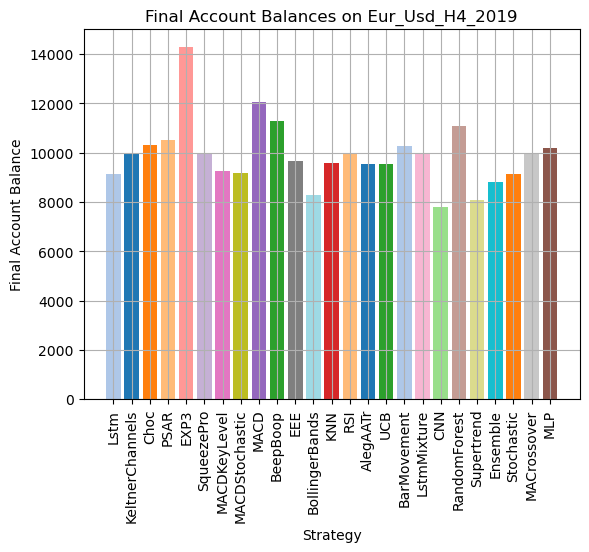 Final Account Balances on Eur_Usd_H4_2019
Final Account Balance
14000
12000
10000
8000
6000
4000
2000
0
Lstm
KeltnerChannels
Choc
PSAR
EXP3
SqueezePro
MACDKeyLevel
MACDStochastic
MACD
BeepBoop
EEE
BollingerBands
KNN
RSI
AlegAATr
UCB
BarMovement
LstmMixture
CNN
RandomForest
Supertrend
Ensemble
Stochastic
MACrossover
MLP
Strategy